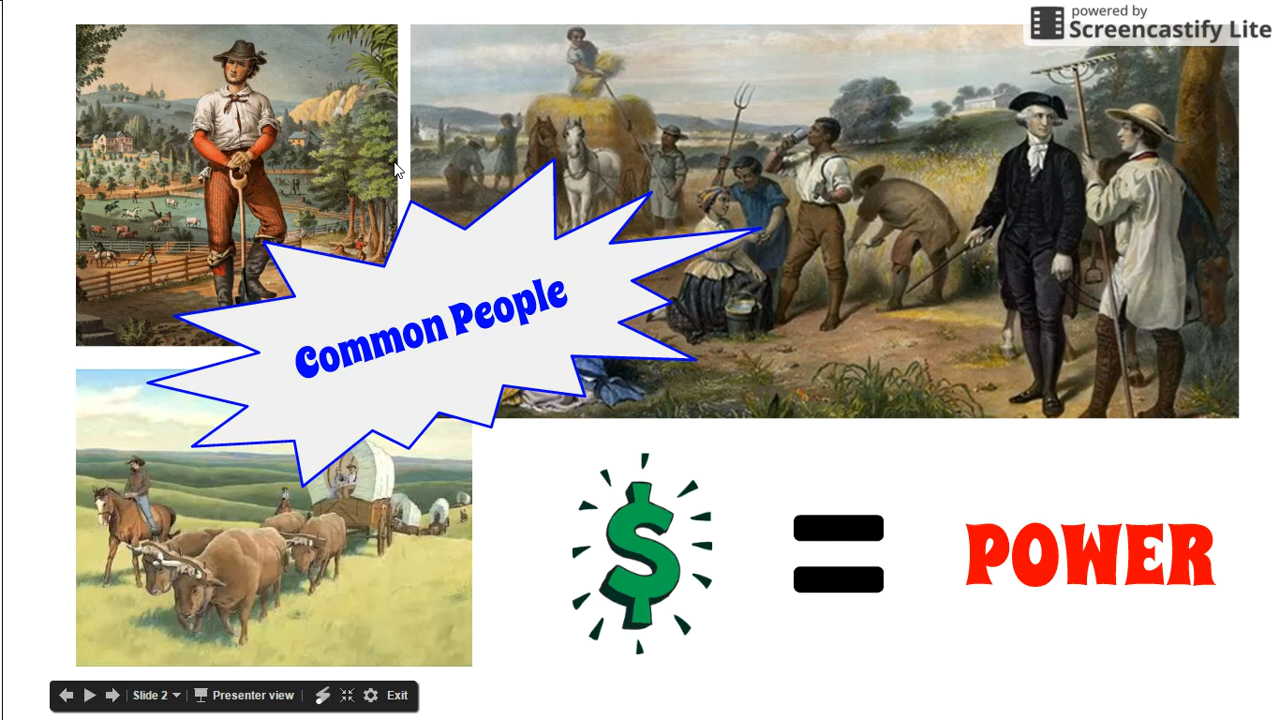 powered by
Screencastify Lite
Common People
$
=
POWER
Slide 2
Presenter view
Exit